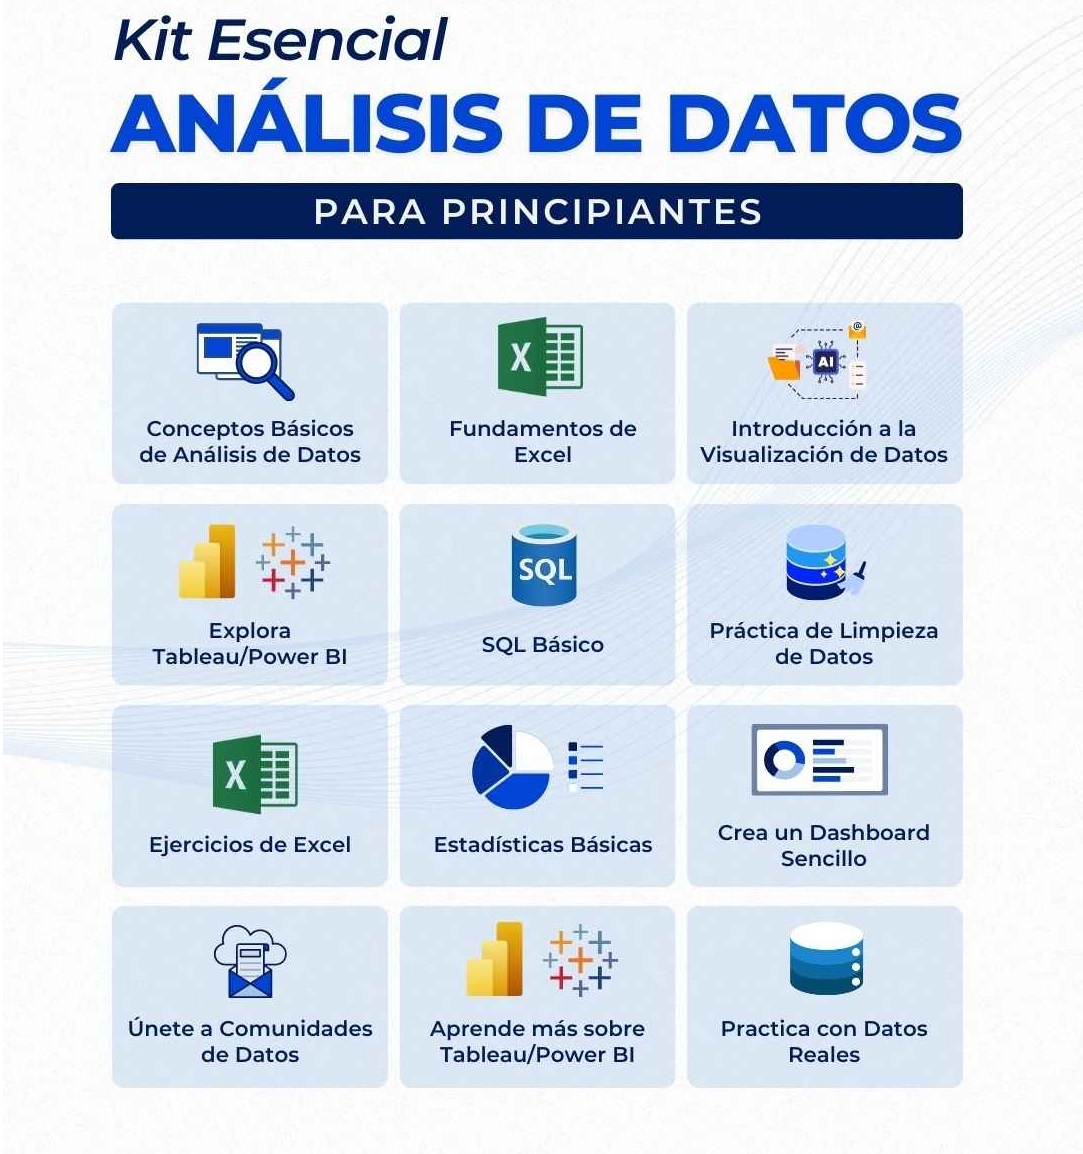 Kit Esencial
ANÁLISIS DE DATOS
PARA PRINCIPIANTES
Conceptos Básicos
de Análisis de Datos
X
Fundamentos de
Excel
@
AI
Introducción a la
Visualización de Datos
Explora
Tableau/Power BI
SQL
SQL Básico
Práctica de Limpieza
de Datos
X
Ejercicios de Excel
Estadísticas Básicas
Crea un Dashboard
Sencillo
Únete a Comunidades
de Datos
Aprende más sobre
Tableau/Power BI
Practica con Datos
Reales